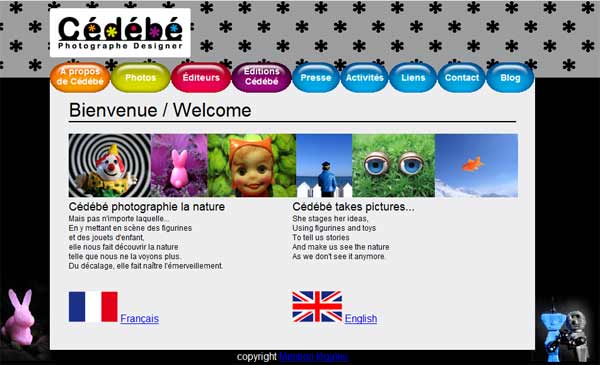 Cédébé
Photographe Designer
A propos
de Cédébé
Photos
Éditeurs
Editions
Cédébé
Presse
Activités
Liens
Contact
Blog
Bienvenue / Welcome
Cédébé photographie la nature
Mais pas n'importe laquelle...
En y mettant en scène des figurines
et des jouets d'enfant,
elle nous fait découvrir la nature
telle que nous ne la voyons plus.
Du décalage, elle fait naître l'émerveillement.
Cédébé takes pictures...
She stages her ideas,
Using figurines and toys
To tell us stories
And make us see the nature
As we don't see it anymore.
Français
English
copyright Mention légales